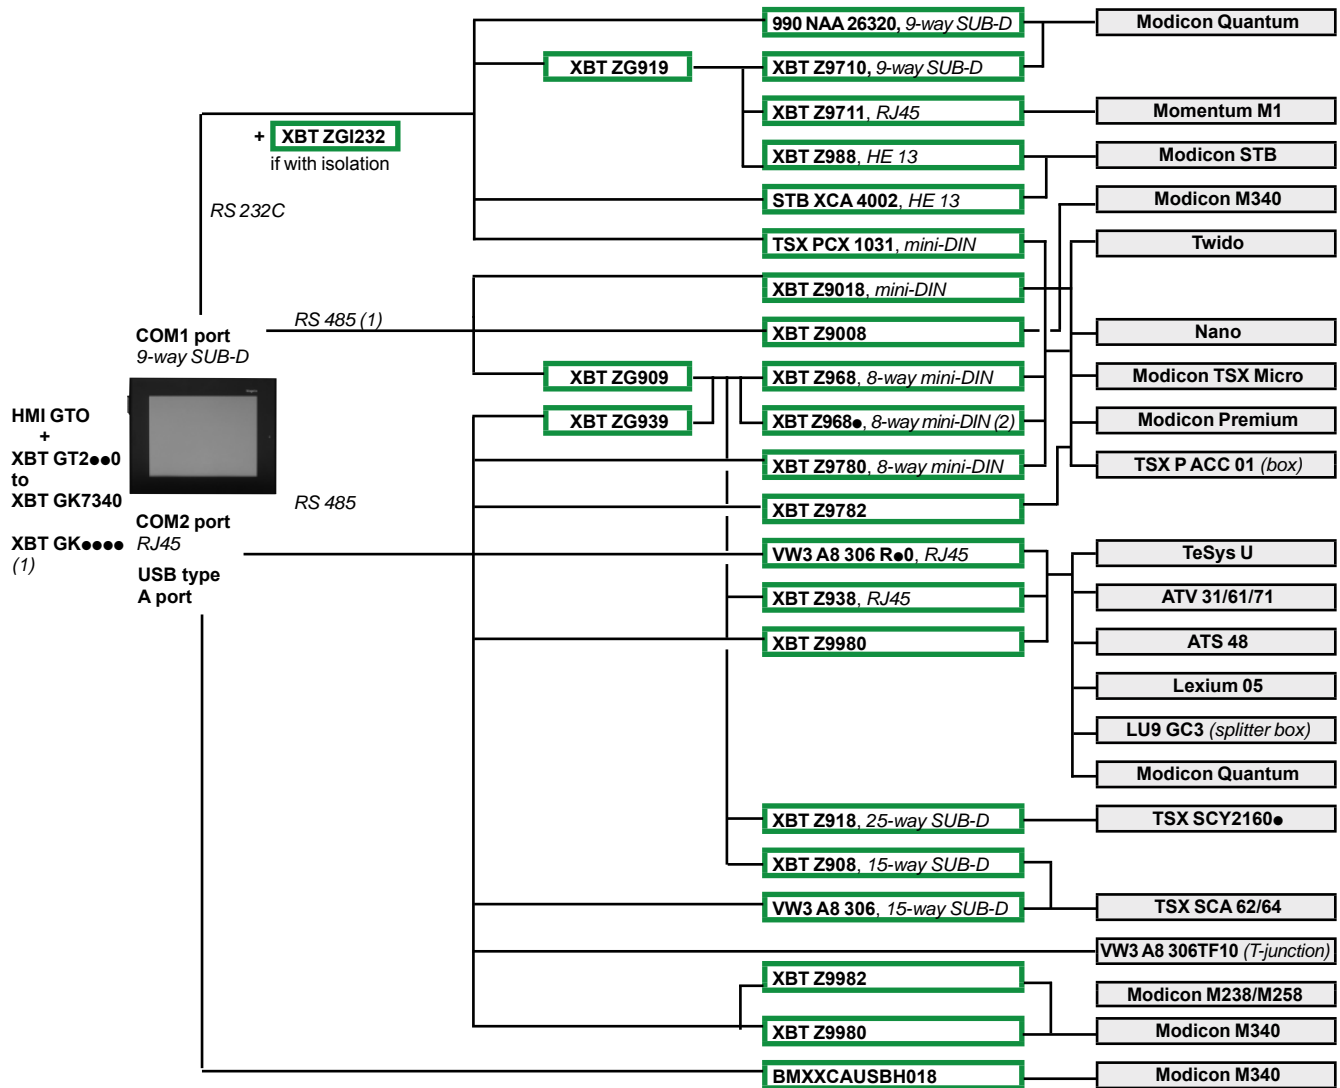 990 NAA 26320, 9-way SUB-D
Modicon Quantum
XBT ZG919
XBT Z9710, 9-way SUB-D
XBT Z9711, RJ45
Momentum M1
+ XBT ZGI232
if with isolation
XBT Z988, HE 13
Modicon STB
RS 232C
STB XCA 4002, HE 13
Modicon M340
TSX PCX 1031, mini-DIN
Twido
XBT Z9018, mini-DIN
RS 485 (1)
XBT Z9008
Nano
COM1 port
9-way SUB-D
XBT ZG909
XBT Z968, 8-way mini-DIN
Modicon TSX Micro
XBT ZG939
XBT Z968●, 8-way mini-DIN (2)
Modicon Premium
HMI GTO
+
XBT GT2●●0
to
XBT GK7340
XBT Z9780, 8-way mini-DIN
TSX P ACC 01 (box)
RS 485
XBT Z9782
COM2 port
RJ45
XBT GK●●●●
(1)
USB type
A port
VW3 A8 306 R●0, RJ45
TeSys U
XBT Z938, RJ45
ATV 31/61/71
XBT Z9980
ATS 48
Lexium 05
LU9 GC3 (splitter box)
Modicon Quantum
XBT Z918, 25-way SUB-D
TSX SCY2160●
XBT Z908, 15-way SUB-D
VW3 A8 306, 15-way SUB-D
TSX SCA 62/64
VW3 A8 306TF10 (T-junction)
XBT Z9982
Modicon M238/M258
XBT Z9980
Modicon M340
BMXXCAUSBH018
Modicon M340